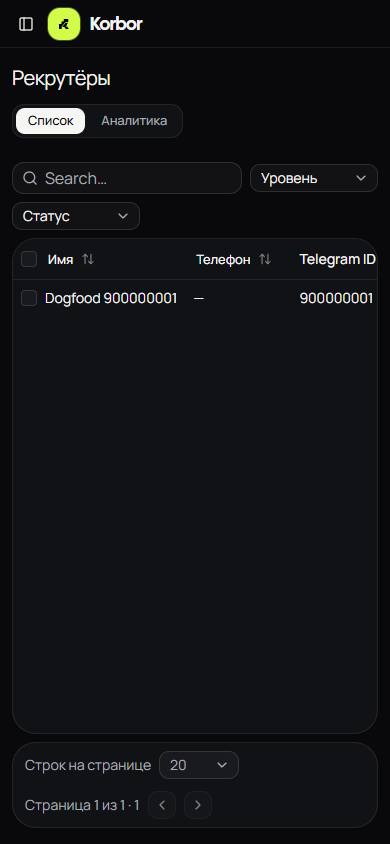 Korbor
Рекрутёры
Список Аналитика
Search... Уровень
Статус
Имя Телефон Telegram ID
Dogfood 900000001 — 900000001
Строк на странице 20
Страница 1 из 1 · 1